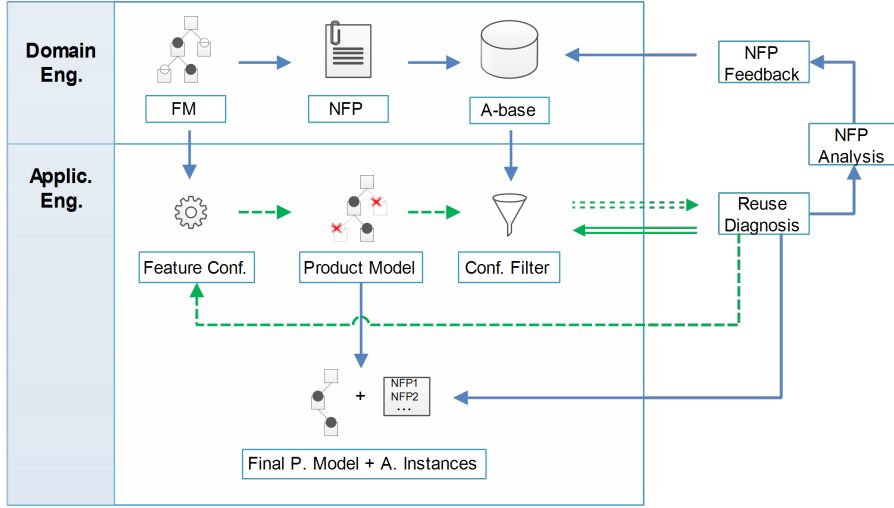 Domain
Eng.
FM
NFP
A-base
NFP
Feedback
NFP
Analysis
Applic.
Eng.
Reuse
Diagnosis
Feature Conf.
Product Model
Conf. Filter
+
NFP1
NFP2
...
Final P. Model + A. Instances